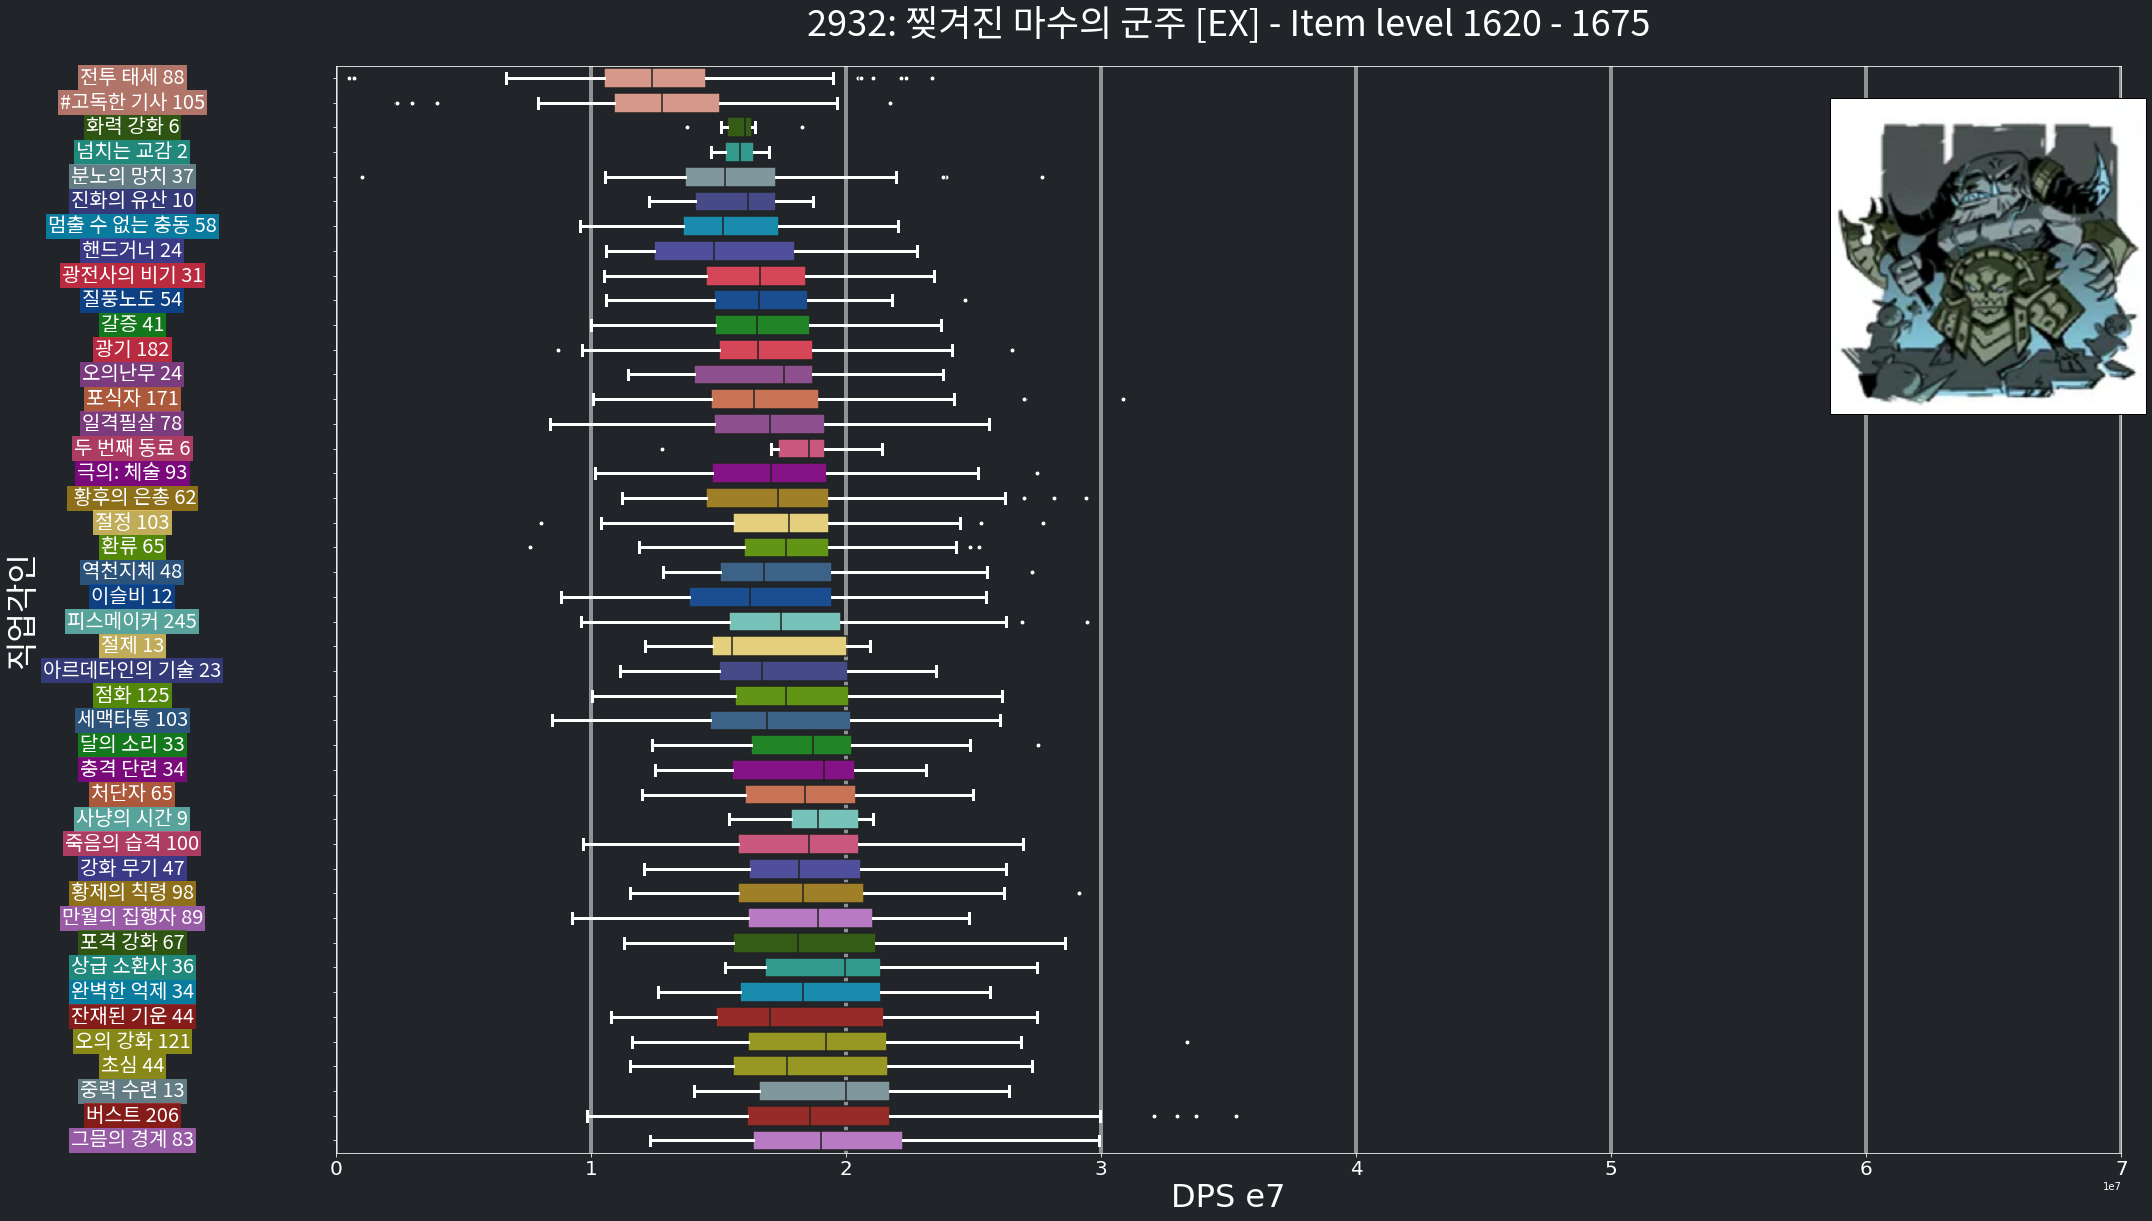 2932: 찢겨진 마수의 군주 [EX] - Item level 1620 - 1675
전투 태세 88
#고독한 기사 105
화력 강화 6
넘치는 교감 2
분노의 망치 37
진화의 유산 10
멈출 수 없는 충동 58
핸드거너 24
광전사의 비기 31
질풍노도 54
갈증 41
광기 182
오의난무 24
포식자 171
일격필살 78
두 번째 동료 6
극의: 체술 93
황후의 은총 62
절정 103
환류 65
역천지체 48
이슬비 12
피스메이커 245
절제 13
아르데타인의 기술 23
점화 125
세맥타통 103
달의 소리 33
충격 단련 34
처단자 65
사냥의 시간 9
죽음의 습격 100
강화 무기 47
황제의 칙령 98
만월의 집행자 89
포격 강화 67
상급 소환사 36
완벽한 억제 34
잔재된 기운 44
오의 강화 121
초심 44
중력 수련 13
버스트 206
그믐의 경계 83
직업각인
0 1 2 3 4 5 6 7
1e7
DPS e7